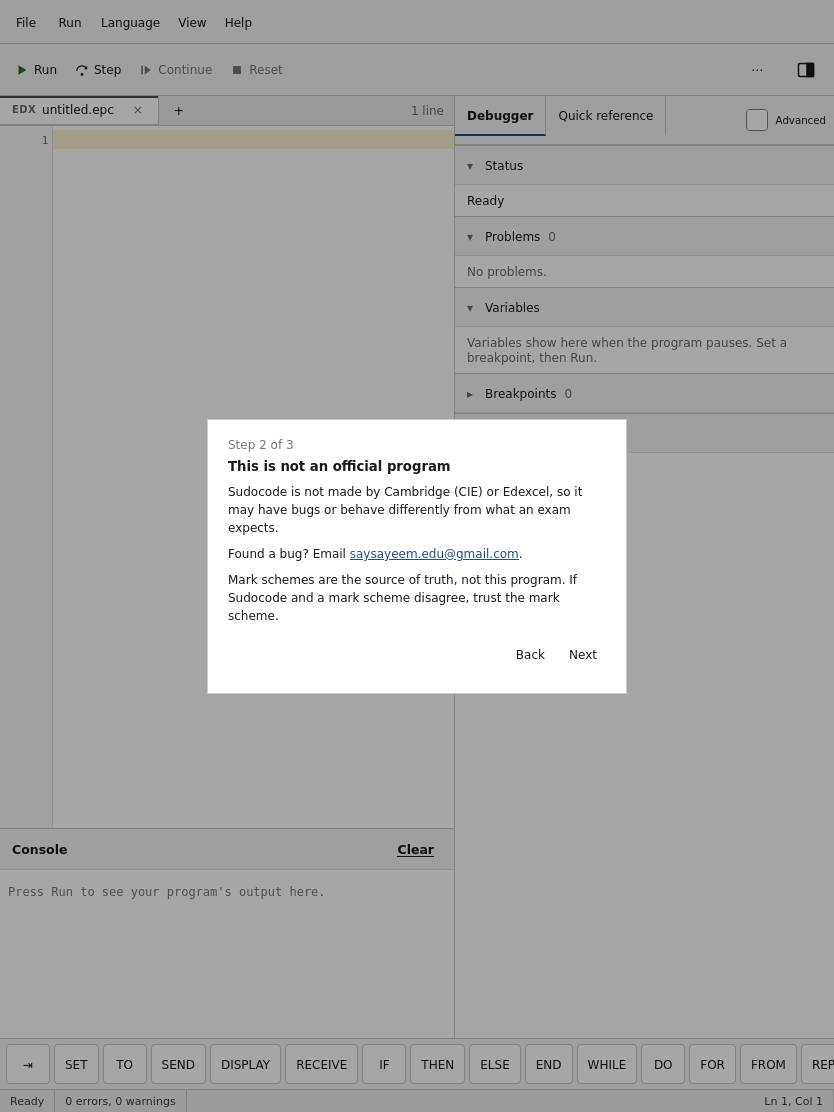 File Run Language View Help
Run Step Continue Reset ...
EDX untitled.epc × + 1 line
Debugger Quick reference Advanced
1
Status
Ready
Problems 0
No problems.
Variables
Variables show here when the program pauses. Set a
breakpoint, then Run.
Breakpoints 0
Step 2 of 3
This is not an official program
Sudocode is not made by Cambridge (CIE) or Edexcel, so it
may have bugs or behave differently from what an exam
expects.
Found a bug? Email saysayeem.edu@gmail.com.
Mark schemes are the source of truth, not this program. If
Sudocode and a mark scheme disagree, trust the mark
scheme.
Back Next
Console Clear
Press Run to see your program's output here.
⇥ SET TO SEND DISPLAY RECEIVE IF THEN ELSE END WHILE DO FOR FROM REP
Ready 0 errors, 0 warnings Ln 1, Col 1